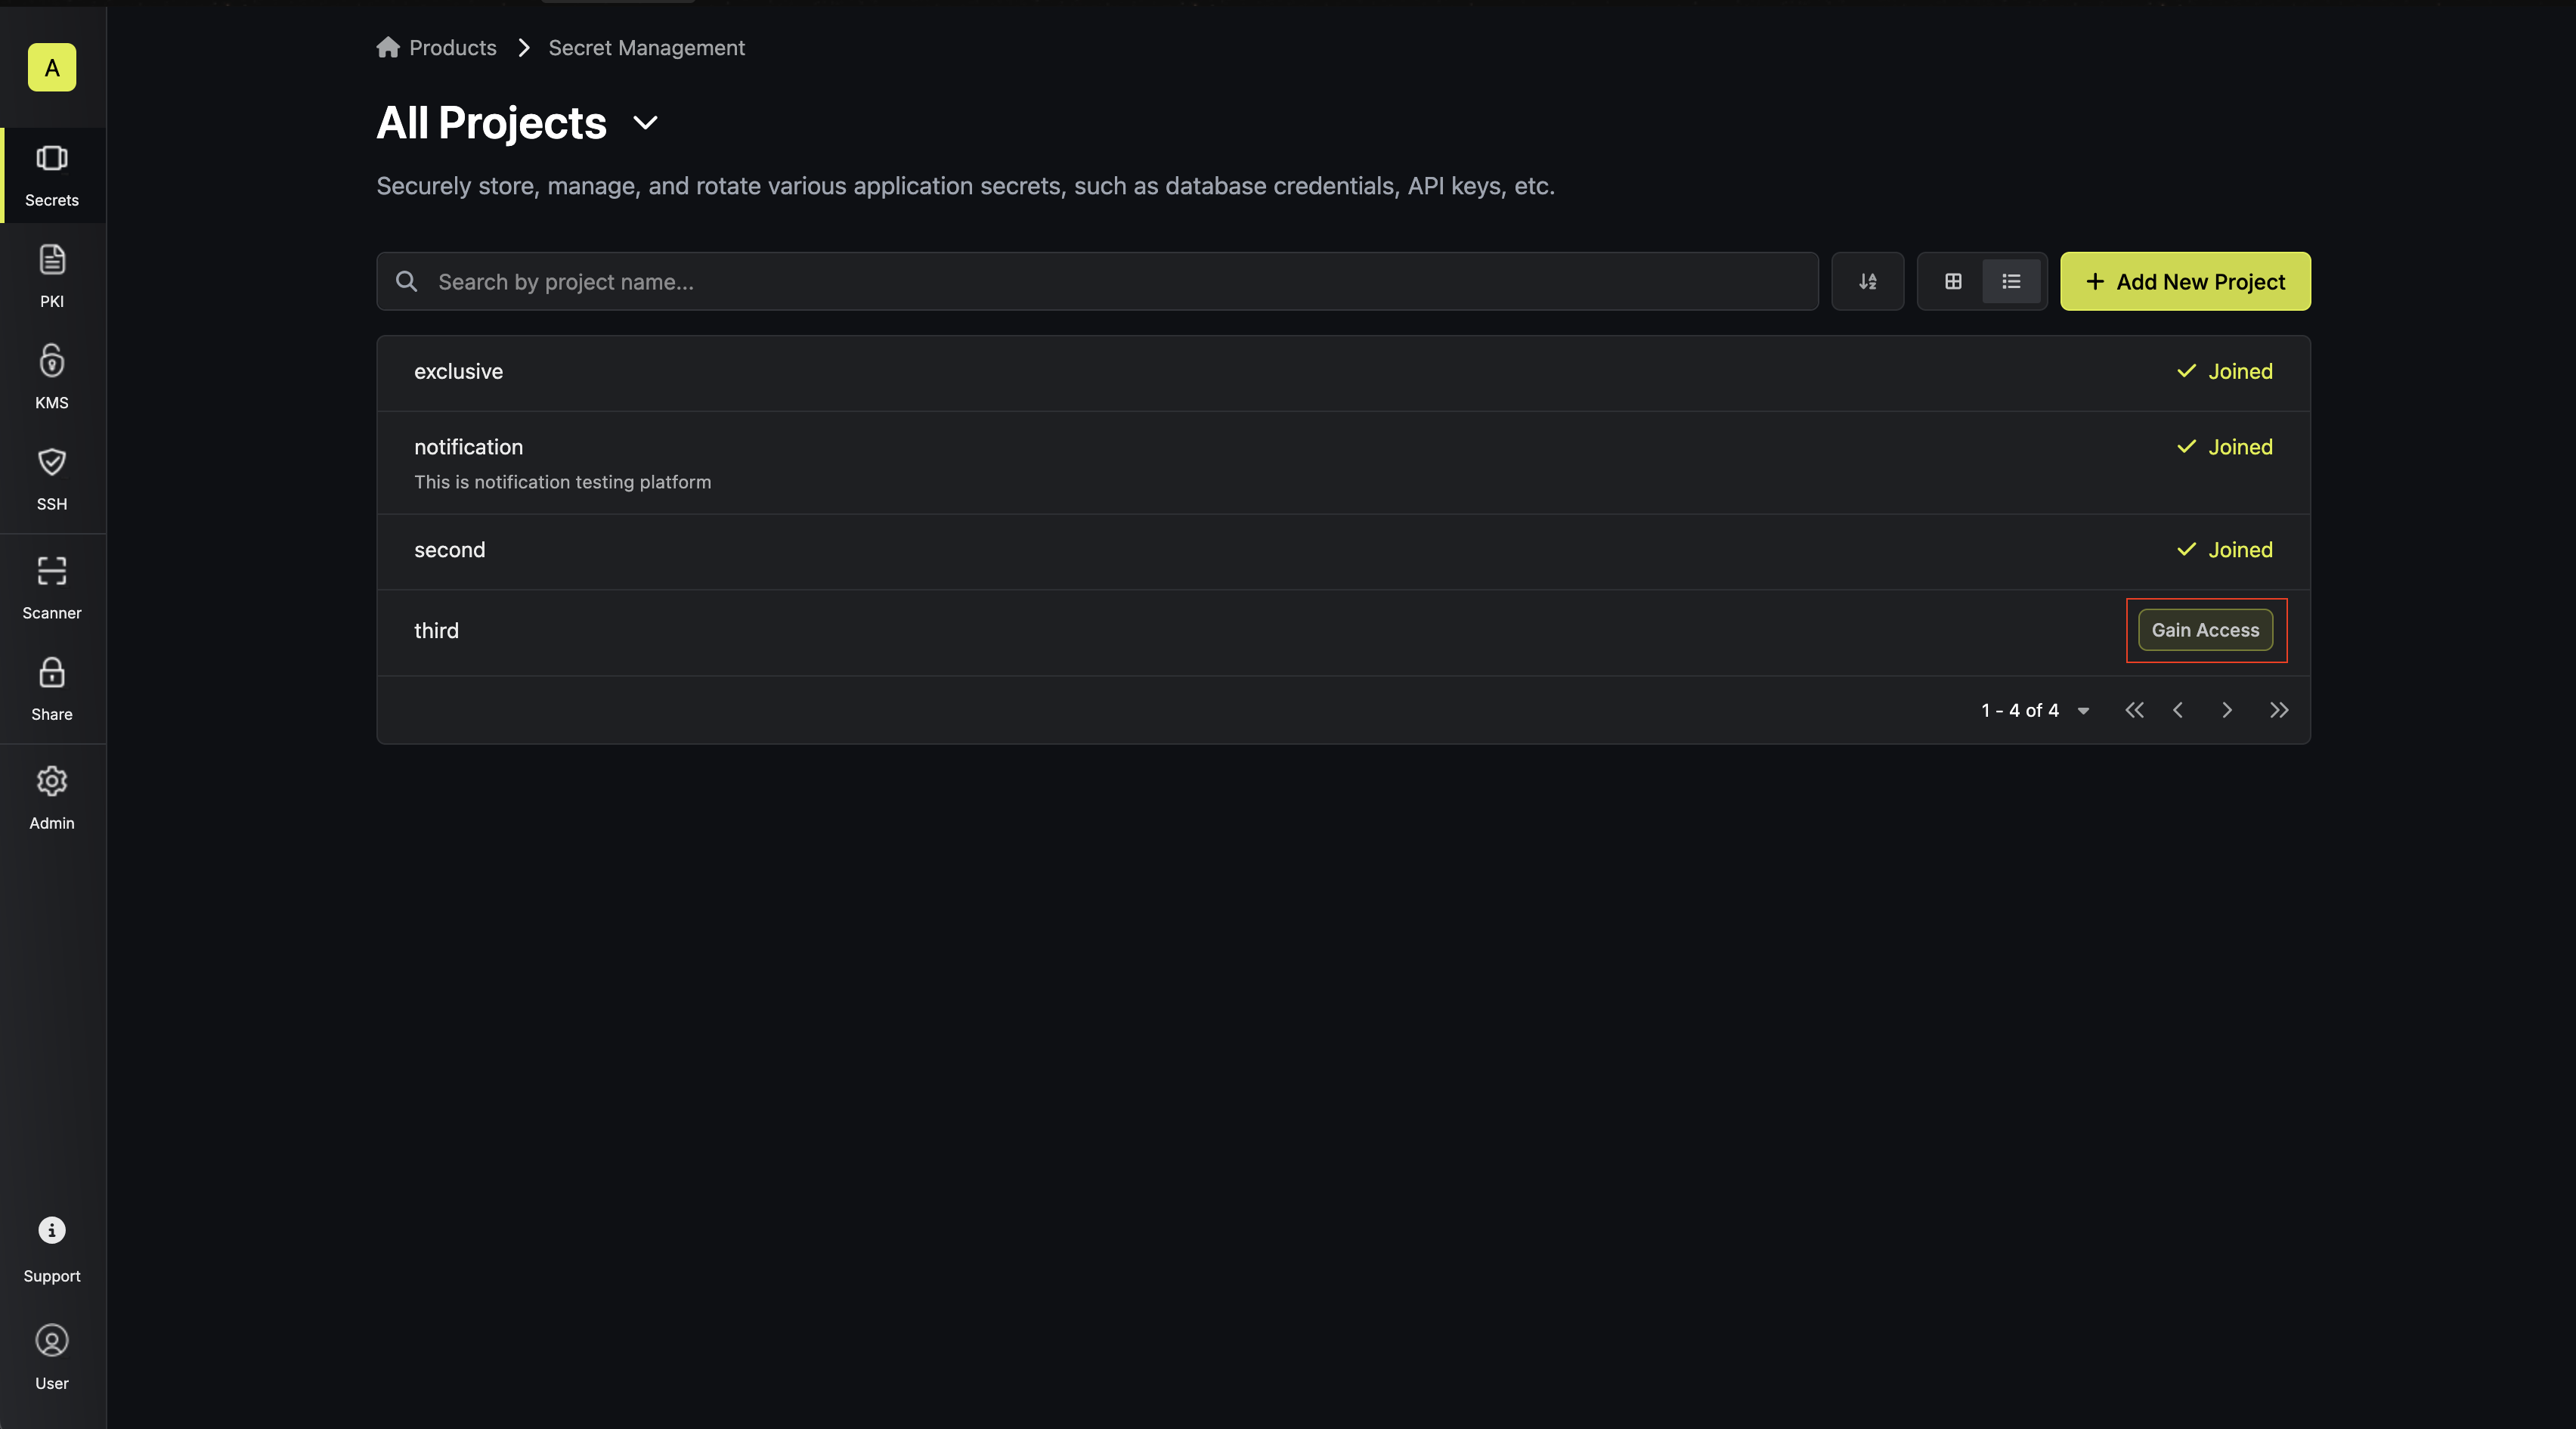 A
Secrets
PKI
KMS
SSH
Scanner
Share
Admin
Support
User
Products
Secret Management
All Projects
Securely store, manage, and rotate various application secrets, such as database credentials, API keys, etc.
Search by project name...
Add New Project
exclusive
Joined
notification
Joined
This is notification testing platform
second
Joined
third
Gain Access
1 - 4 of 4